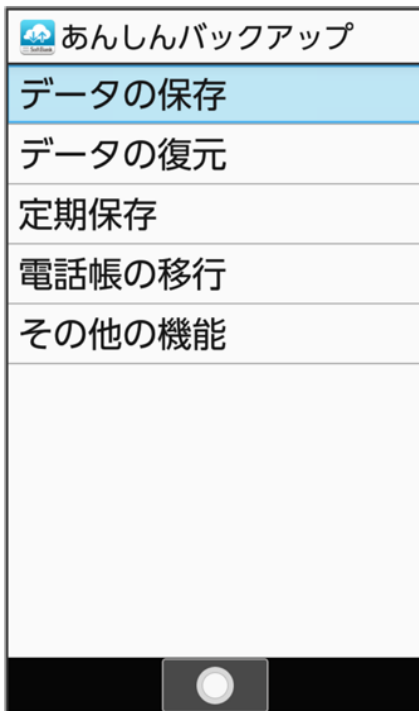 あんしんバックアップ
データの保存
データの復元
定期保存
電話帳の移行
その他の機能